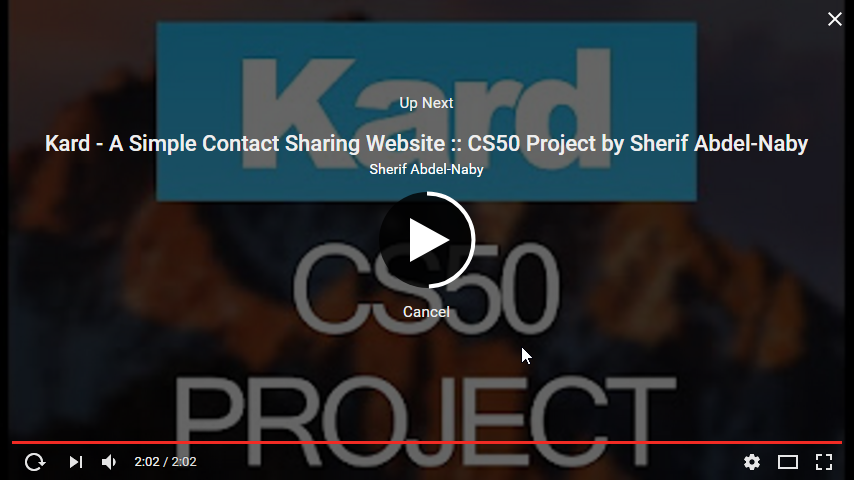 Kard
Up Next
Kard - A Simple Contact Sharing Website :: CS50 Project by Sherif Abdel-Naby
Sherif Abdel-Naby
CS50
Cancel
PROJECT
2:02 / 2:02